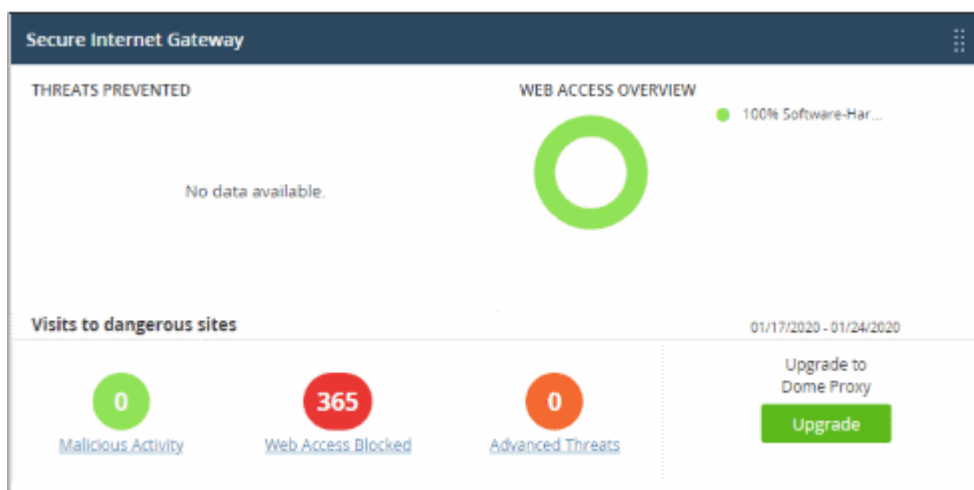 Secure Internet Gateway
THREATS PREVENTED
No data available.
WEB ACCESS OVERVIEW
100% Software-Har...
Visits to dangerous sites
01/17/2020 - 01/24/2020
0
Malicious Activity
365
Web Access Blocked
0
Advanced Threats
Upgrade to
Dome Proxy
Upgrade